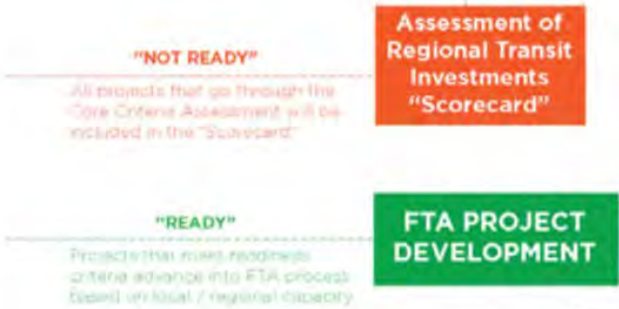 Assessment of
Regional Transit
Investments
"Scorecard"
"NOT READY"
All projects that go through the
Core Criteria Assessment will be
included in the "Scorecard"
"READY"
Projects that meet readiness
criteria advance into FTA process
based on local / regional capacity
FTA PROJECT
DEVELOPMENT